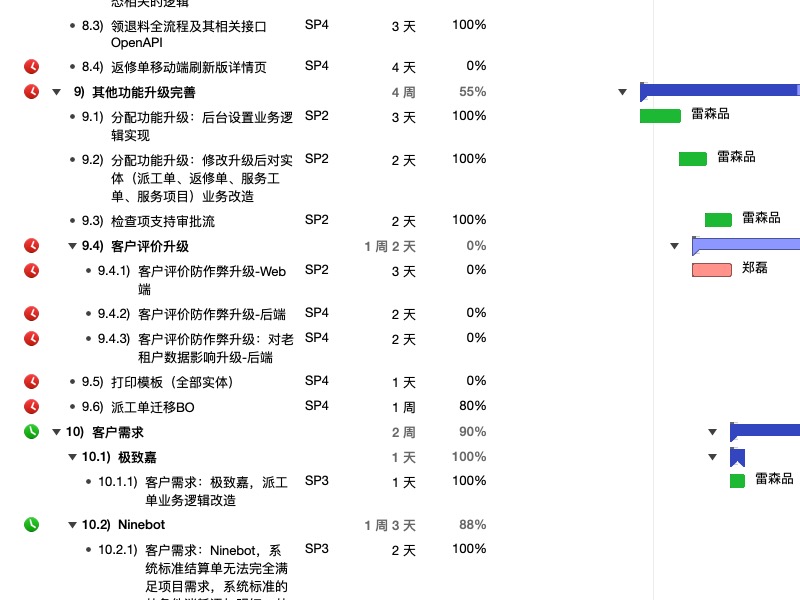 8.3) 领退料全流程及其相关接口 SP4 3 天 100%
OpenAPI
8.4) 返修单移动端刷新版详情页 SP4 4 天 0%
9) 其他功能升级完善 4 周 55%
9.1) 分配功能升级：后台设置业务逻 SP2 3 天 100% 雷森品
辑实现
9.2) 分配功能升级：修改升级后对实 SP2 2 天 100% 雷森品
体（派工单、返修单、服务工
单、服务项目）业务改造
9.3) 检查项支持审批流 SP2 2 天 100% 雷森品
9.4) 客户评价升级 1 周 2 天 0%
9.4.1) 客户评价防作弊升级-Web SP2 3 天 0% 郑磊
端
9.4.2) 客户评价防作弊升级-后端 SP4 2 天 0%
9.4.3) 客户评价防作弊升级：对老 SP4 2 天 0%
租户数据影响升级-后端
9.5) 打印模板（全部实体） SP4 1 天 0%
9.6) 派工单迁移BO SP4 1 周 80%
10) 客户需求 2 周 90%
10.1) 极致嘉 1 天 100%
10.1.1) 客户需求：极致嘉，派工 SP3 1 天 100% 雷森品
单业务逻辑改造
10.2) Ninebot 1 周 3 天 88%
10.2.1) 客户需求：Ninebot，系 SP3 2 天 100%
统标准结算单无法完全满
足项目需求，系统标准的